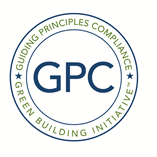 GUIDING PRINCIPLES COMPLIANCE
GPC
GREEN BUILDING INITIATIVE